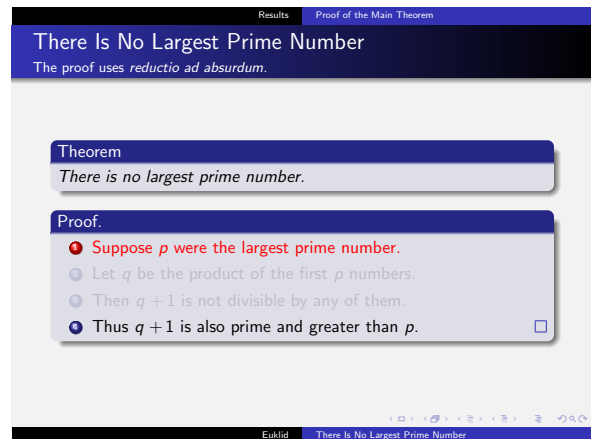 Results Proof of the Main Theorem
There Is No Largest Prime Number
The proof uses reductio ad absurdum.
Theorem
There is no largest prime number.
Proof.
1 Suppose p were the largest prime number.
2 Let q be the product of the first p numbers.
3 Then q + 1 is not divisible by any of them.
4 Thus q + 1 is also prime and greater than p. □
Euklid There Is No Largest Prime Number